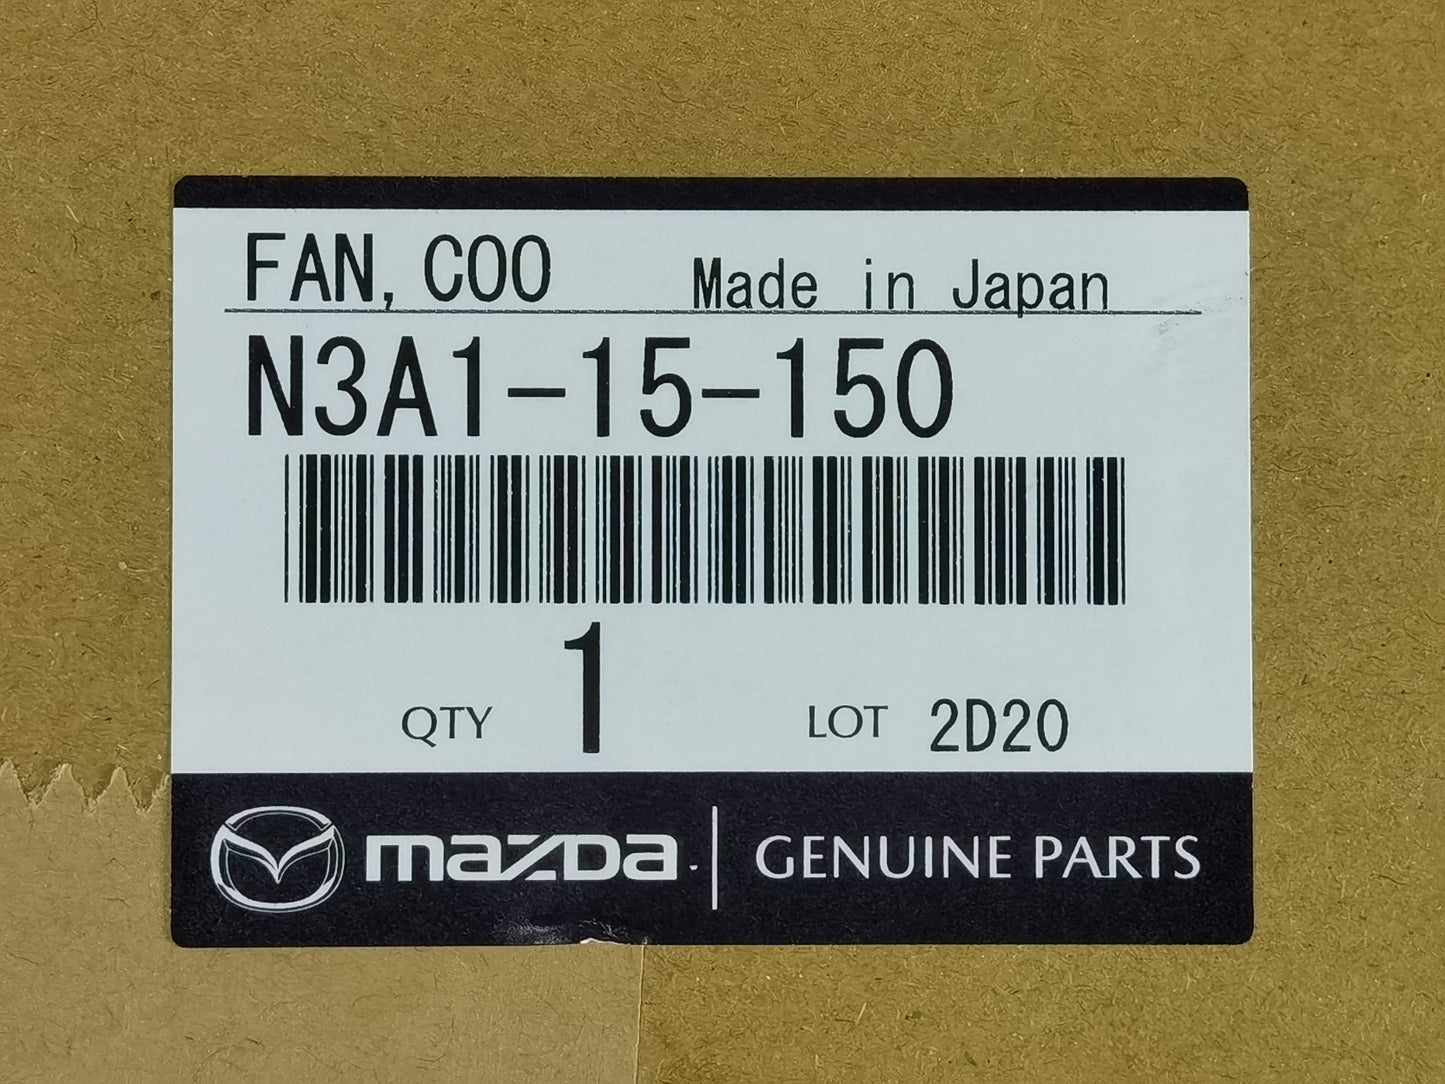 FAN, COO Made in Japan
N3A1-15-150
QTY 1 LOT 2D20
mazda GENUINE PARTS